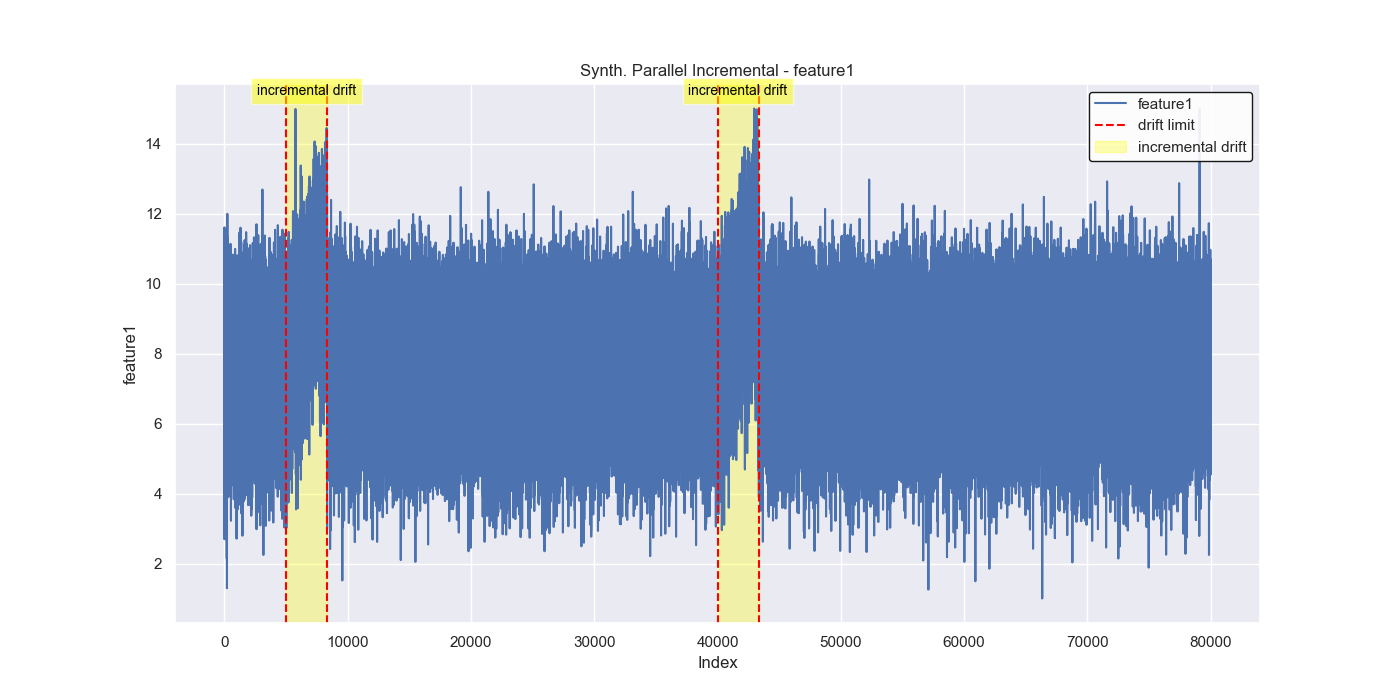 Synth. Parallel Incremental - feature1
incremental drift
incremental drift
feature1
drift limit
incremental drift
14
12
10
8
6
4
2
feature1
0
10000
20000
30000
40000
50000
60000
70000
80000
Index